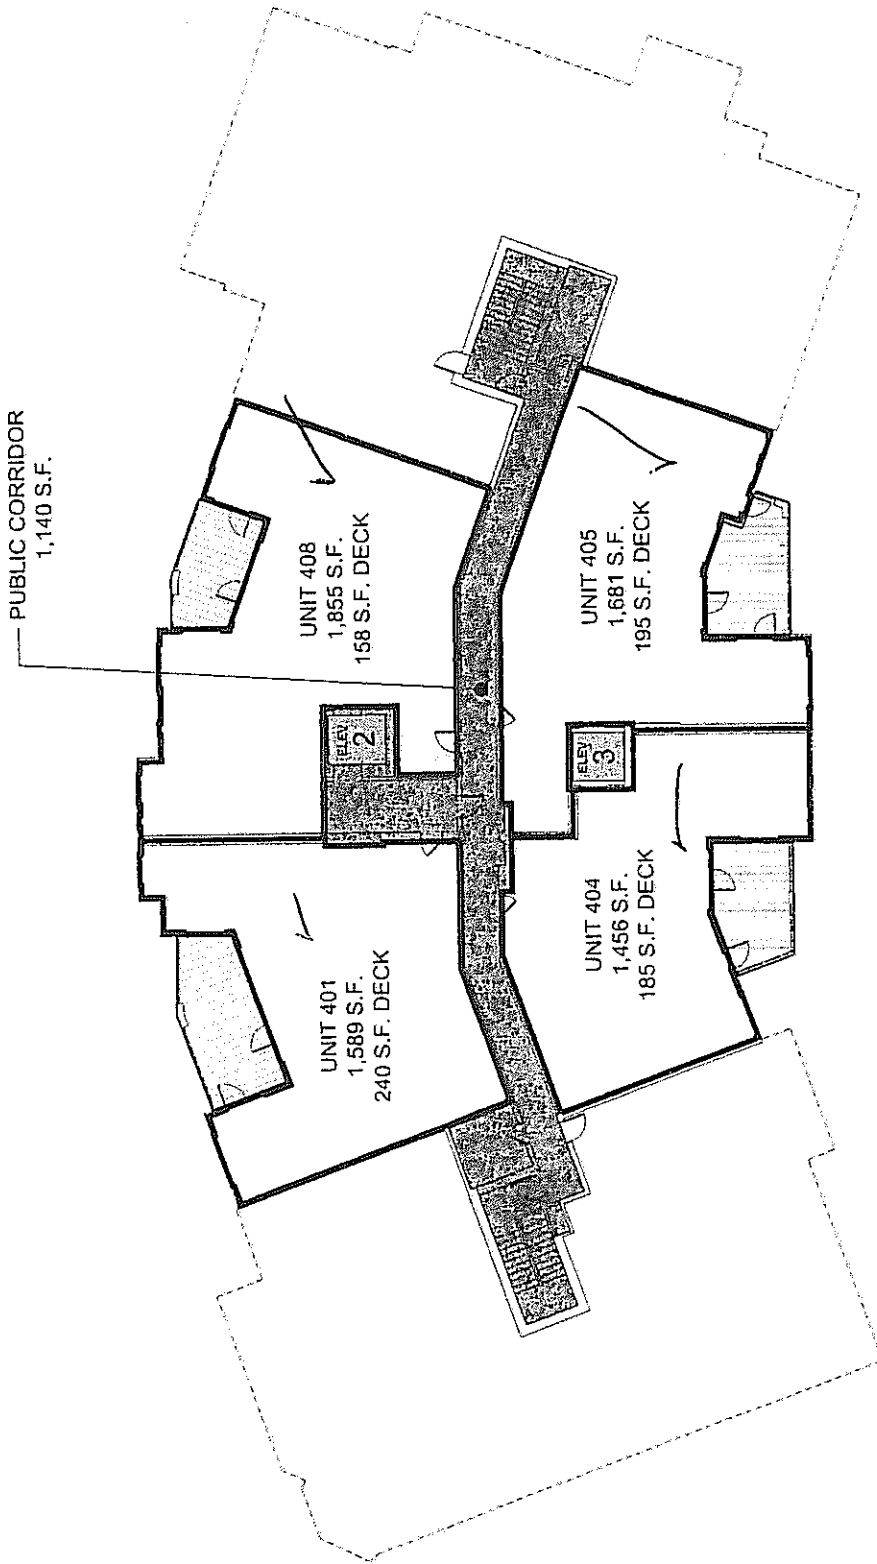 PUBLIC CORRIDOR
1,140 S.F.
UNIT 401
1,589 S.F.
240 S.F. DECK
ELEV
2
UNIT 408
1,855 S.F.
158 S.F. DECK
UNIT 404
1,456 S.F.
185 S.F. DECK
ELEV
3
UNIT 405
1,681 S.F.
195 S.F. DECK